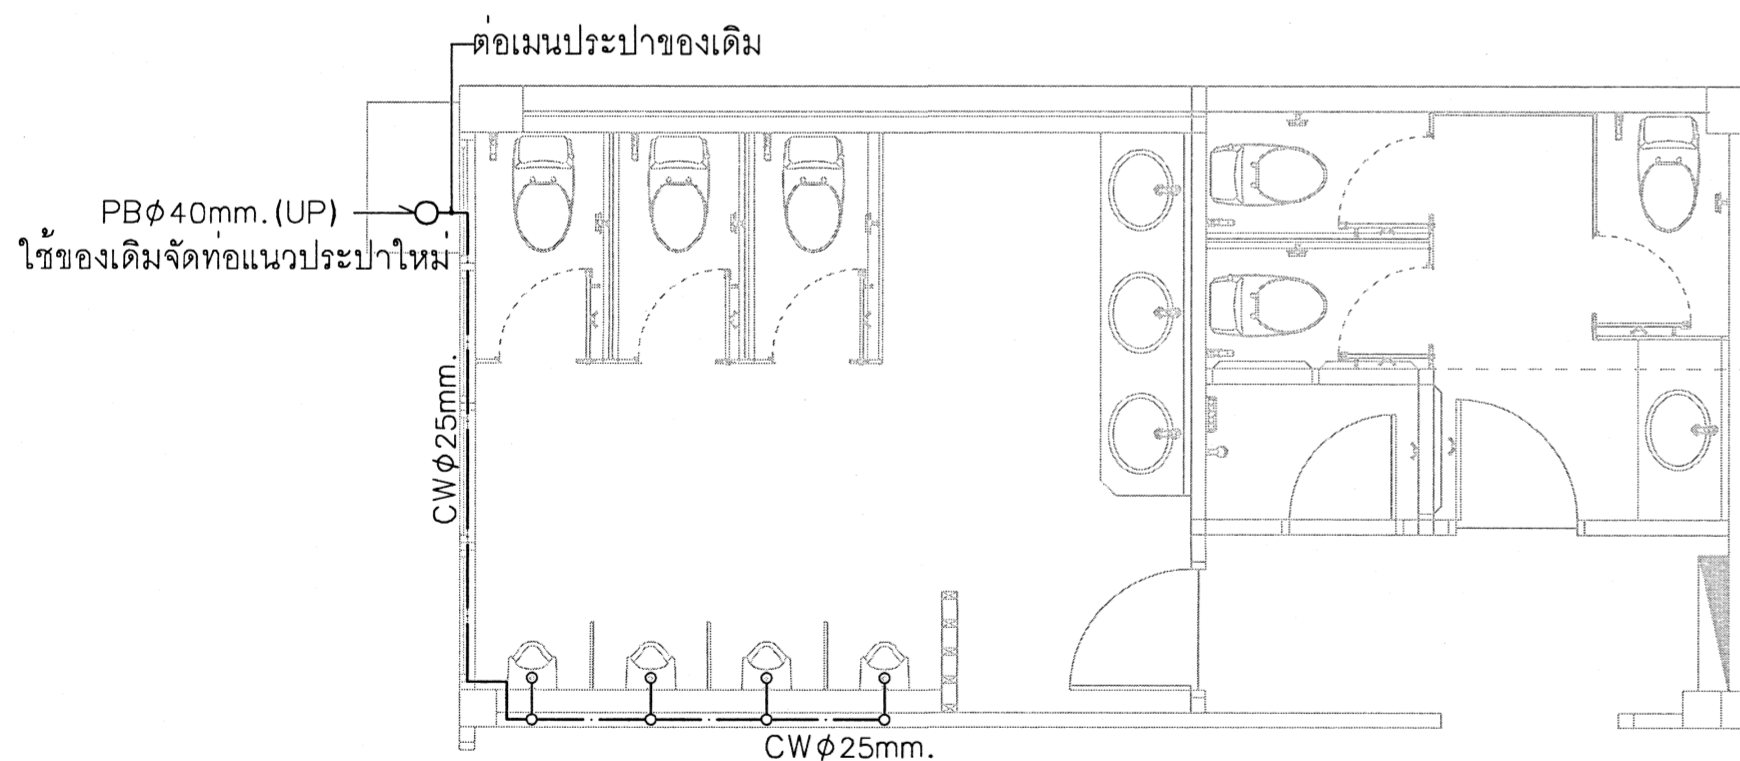 ต่อเมนประปาของเดิม
PBφ40mm.(UP)
ใช้ของเดิมจัดท่อแนวประปาใหม่
CWφ25mm.
CWφ25mm.